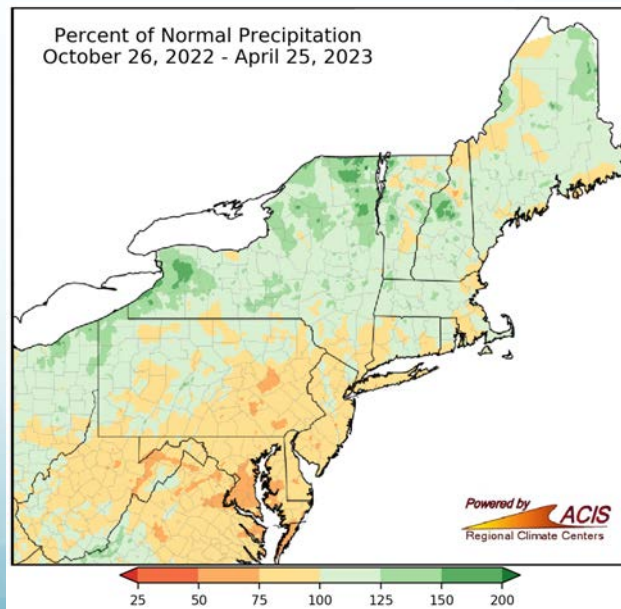 Percent of Normal Precipitation
October 26, 2022 - April 25, 2023
Powered by
ACIS
Regional Climate Centers
25 50 75 100 125 150 200